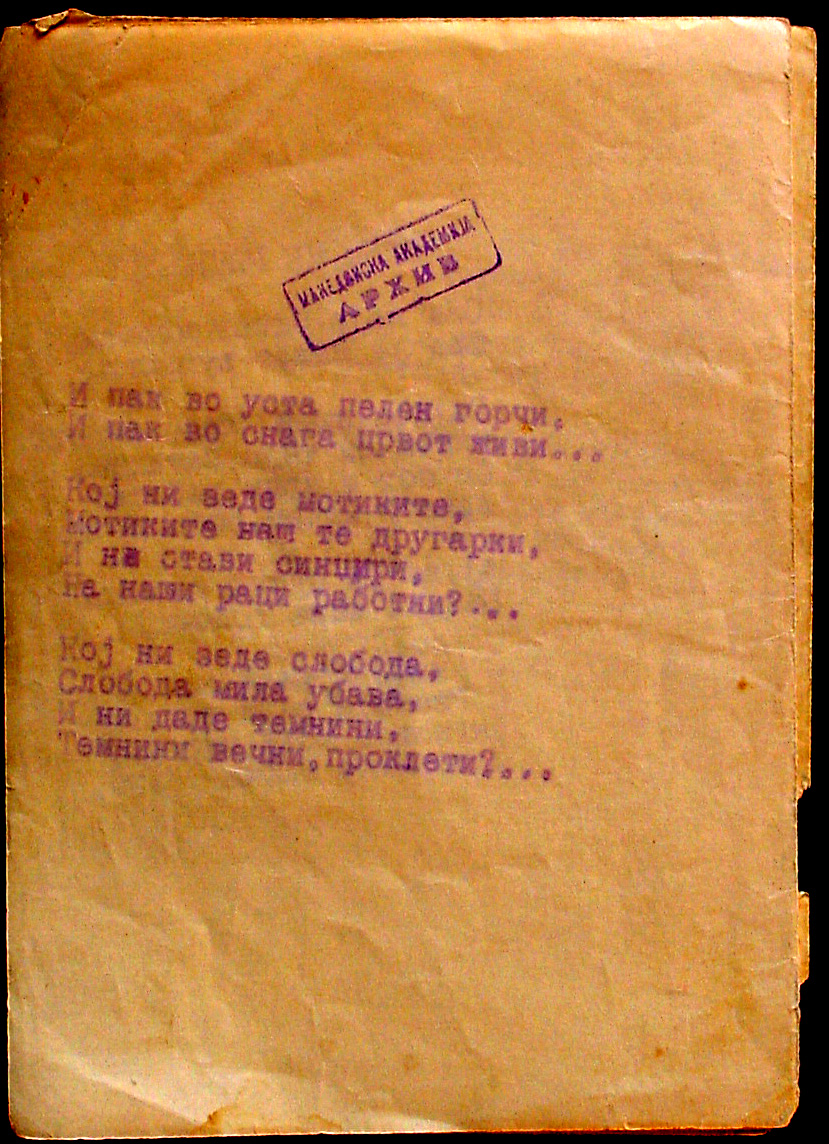 МАКЕДОНСКА АКАДЕМИЈА
АРХИВ
И пак во уста пелен горчи,
И пак во снага црвот живи...
Кој ни зеде мотиките,
Мотиките наш те другарки,
И не стави синџири,
На наши раци работни?...
Кој ни зеде слобода,
Слобода мила убава,
И ни даде темнини,
Темнини вечни,проклети?...